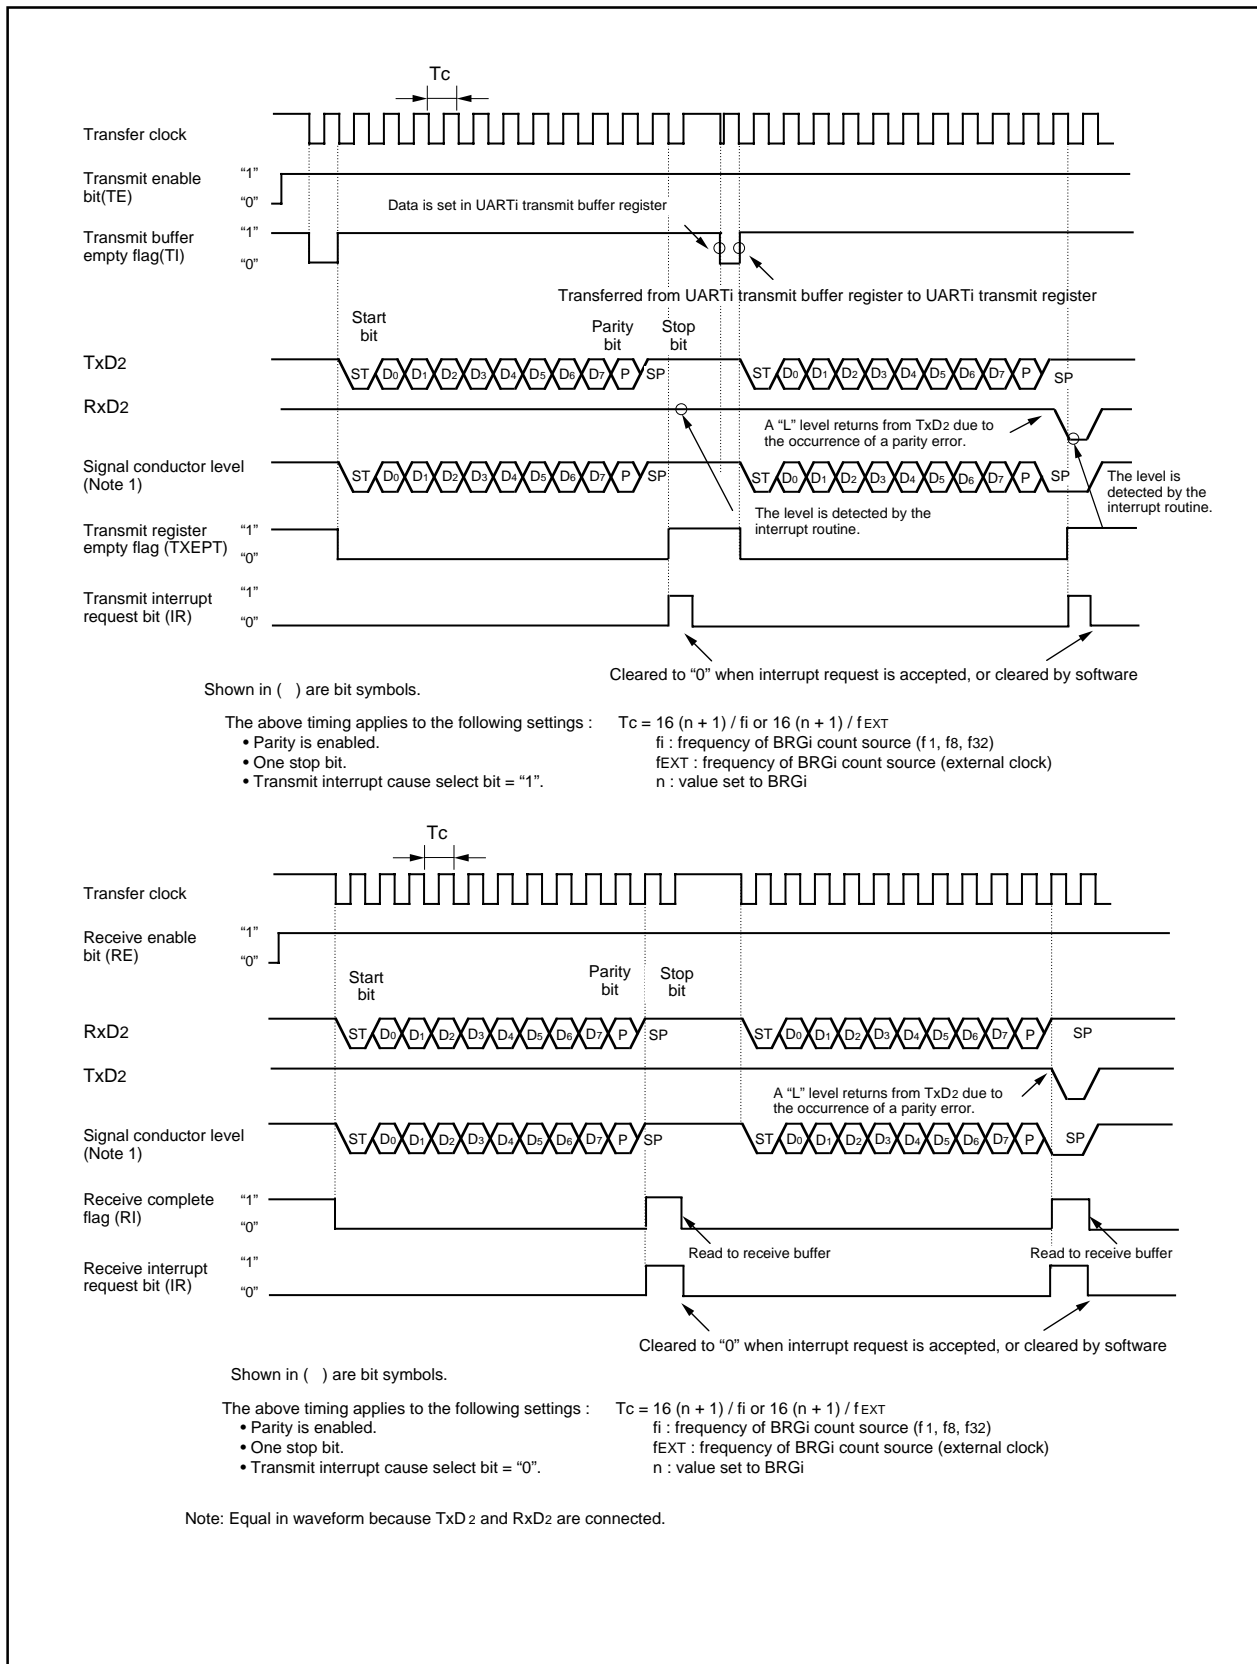 Tc
Transfer clock
Transmit enable
bit(TE)
“1”
“0”
Data is set in UARTi transmit buffer register
Transmit buffer
empty flag(TI)
“1”
“0”
Transferred from UARTi transmit buffer register to UARTi transmit register
Start
bit
Parity
bit
Stop
bit
TxD2
ST D0 D1 D2 D3 D4 D5 D6 D7 P SP
ST D0 D1 D2 D3 D4 D5 D6 D7 P SP
RxD2
A “L” level returns from TxD2 due to
the occurrence of a parity error.
Signal conductor level
(Note 1)
ST D0 D1 D2 D3 D4 D5 D6 D7 P SP
ST D0 D1 D2 D3 D4 D5 D6 D7 P SP
The level is
detected by the
interrupt routine.
The level is detected by the
interrupt routine.
Transmit register
empty flag (TXEPT)
“1”
“0”
Transmit interrupt
request bit (IR)
“1”
“0”
Cleared to “0” when interrupt request is accepted, or cleared by software
Shown in ( ) are bit symbols.
The above timing applies to the following settings :
• Parity is enabled.
• One stop bit.
• Transmit interrupt cause select bit = “1”.
Tc = 16 (n + 1) / fi or 16 (n + 1) / fEXT
fi : frequency of BRGi count source (f1, f8, f32)
fEXT : frequency of BRGi count source (external clock)
n : value set to BRGi
Tc
Transfer clock
Receive enable
bit (RE)
“1”
“0”
Start
bit
Parity
bit
Stop
bit
RxD2
ST D0 D1 D2 D3 D4 D5 D6 D7 P SP
ST D0 D1 D2 D3 D4 D5 D6 D7 P SP
TxD2
A “L” level returns from TxD2 due to
the occurrence of a parity error.
Signal conductor level
(Note 1)
ST D0 D1 D2 D3 D4 D5 D6 D7 P SP
ST D0 D1 D2 D3 D4 D5 D6 D7 P SP
Receive complete
flag (RI)
“1”
“0”
Read to receive buffer
Read to receive buffer
Receive interrupt
request bit (IR)
“1”
“0”
Cleared to “0” when interrupt request is accepted, or cleared by software
Shown in ( ) are bit symbols.
The above timing applies to the following settings :
• Parity is enabled.
• One stop bit.
• Transmit interrupt cause select bit = “0”.
Tc = 16 (n + 1) / fi or 16 (n + 1) / fEXT
fi : frequency of BRGi count source (f1, f8, f32)
fEXT : frequency of BRGi count source (external clock)
n : value set to BRGi
Note: Equal in waveform because TxD2 and RxD2 are connected.